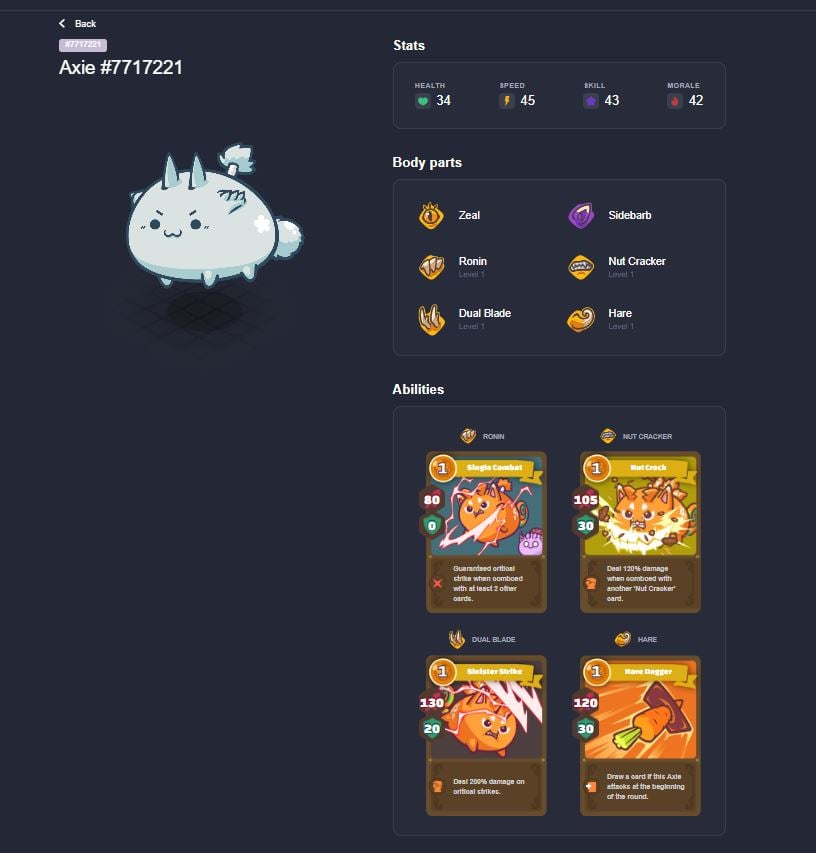 Back
#7717221
Axie #7717221
Stats
HEALTH SPEED SKILL MORALE
34 45 43 42
Body parts
Zeal Sidebarb
Ronin Nut Cracker
Level 1 Level 1
Dual Blade Hare
Level 1 Level 1
Abilities
RONIN
1 Single Combat
80
0
Guaranteed critical
strike when comboed
with at least 2 other
cards.
NUT CRACKER
1 Nut Crack
105
30
Deal 120% damage
when comboed with
another 'Nut Cracker'
card.
DUAL BLADE
1 Sinister Strike
130
20
Deal 200% damage on
critical strikes.
HARE
1 Hare Dagger
120
30
Draw a card if this Axie
attacks at the beginning
of the round.